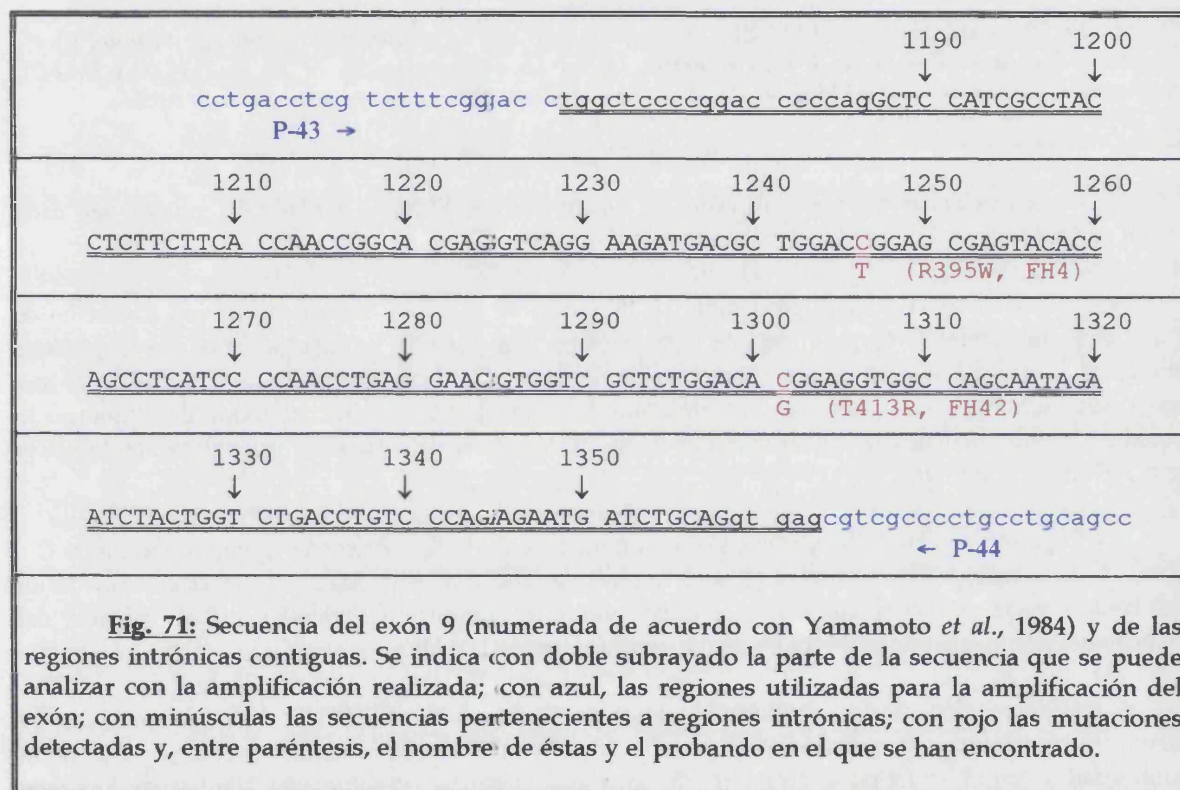 1190 1200
↓ ↓
cctgacctcg tctttcggac c tggctccccggac ccccagGCTC CATCGCCTAC
P-43 →
1210 1220 1230 1240 1250 1260
↓ ↓ ↓ ↓ ↓ ↓
CTCTTCTTCA CCAACCGGCA CGAGGTCAGG AAGATGACGC TGGACCGGAG CGAGTACACC
T (R395W, FH4)
1270 1280 1290 1300 1310 1320
↓ ↓ ↓ ↓ ↓ ↓
AGCCTCATCC CCAACCTGAG GAACGTGGTC GCTCTGGACA CGGAGGTGGC CAGCAATAGA
G (T413R, FH42)
1330 1340 1350
↓ ↓ ↓
ATCTACTGGT CTGACCTGTC CCAGAGAATG ATCTGCAGgt gagcgtcgcccctgcctgcagcc
← P-44
Fig. 71: Secuencia del exón 9 (numerada de acuerdo con Yamamoto et al., 1984) y de las
regiones intrónicas contiguas. Se indica con doble subrayado la parte de la secuencia que se puede
analizar con la amplificación realizada; con azul, las regiones utilizadas para la amplificación del
exón; con minúsculas las secuencias pertenecientes a regiones intrónicas; con rojo las mutaciones
detectadas y, entre paréntesis, el nombre de éstas y el probando en el que se han encontrado.